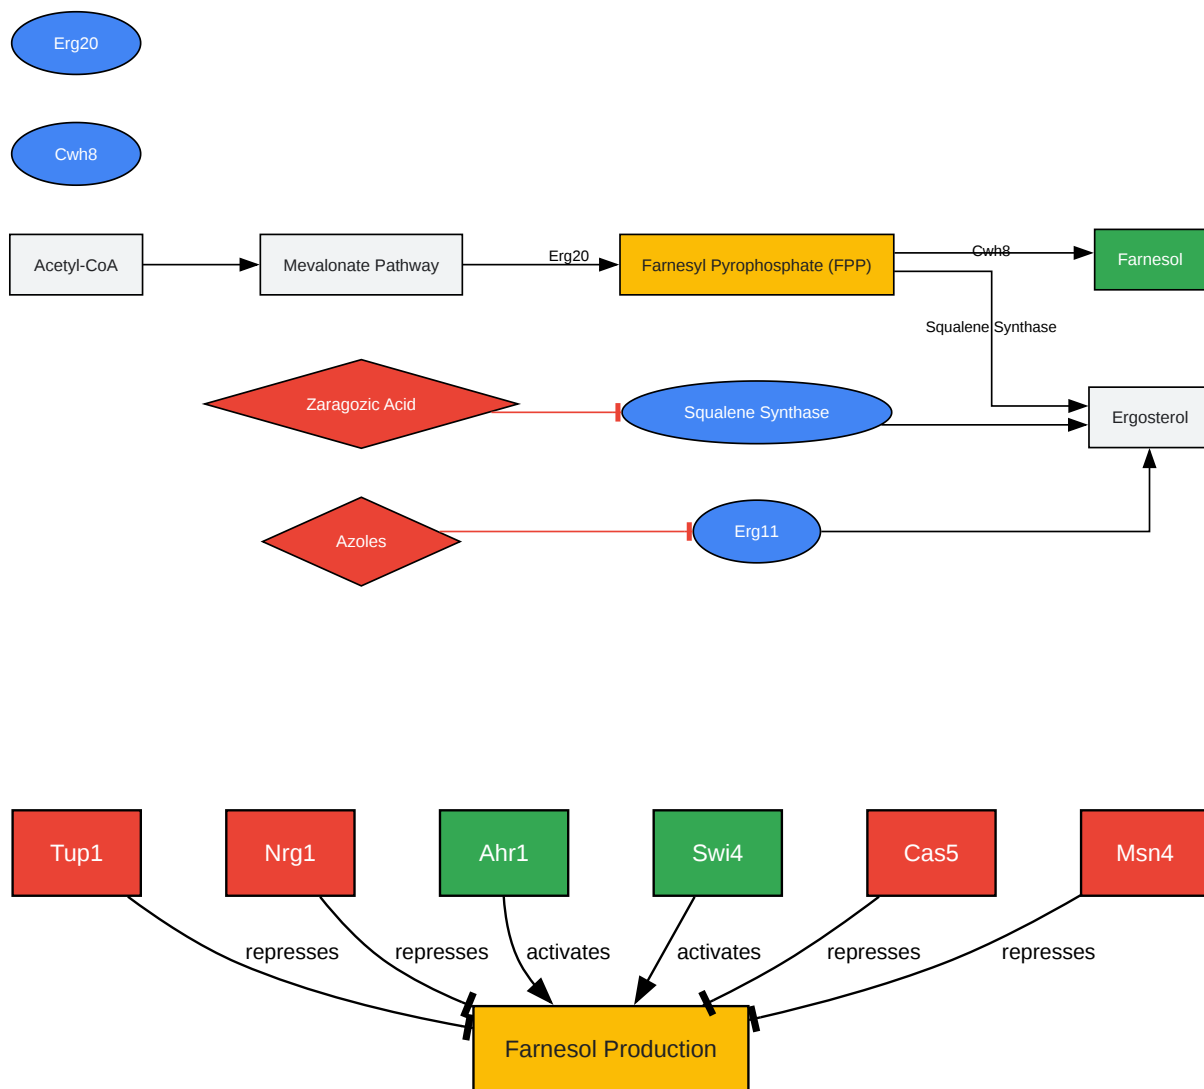 Erg20
Cwh8
Acetyl-CoA
Mevalonate Pathway
Erg20
Farnesyl Pyrophosphate (FPP)
Cwh8
Farnesol
Squalene Synthase
Zaragozic Acid
Squalene Synthase
Ergosterol
Azoles
Erg11
Tup1
Nrg1
Ahr1
Swi4
Cas5
Msn4
represses
represses
activates
activates
represses
represses
Farnesol Production